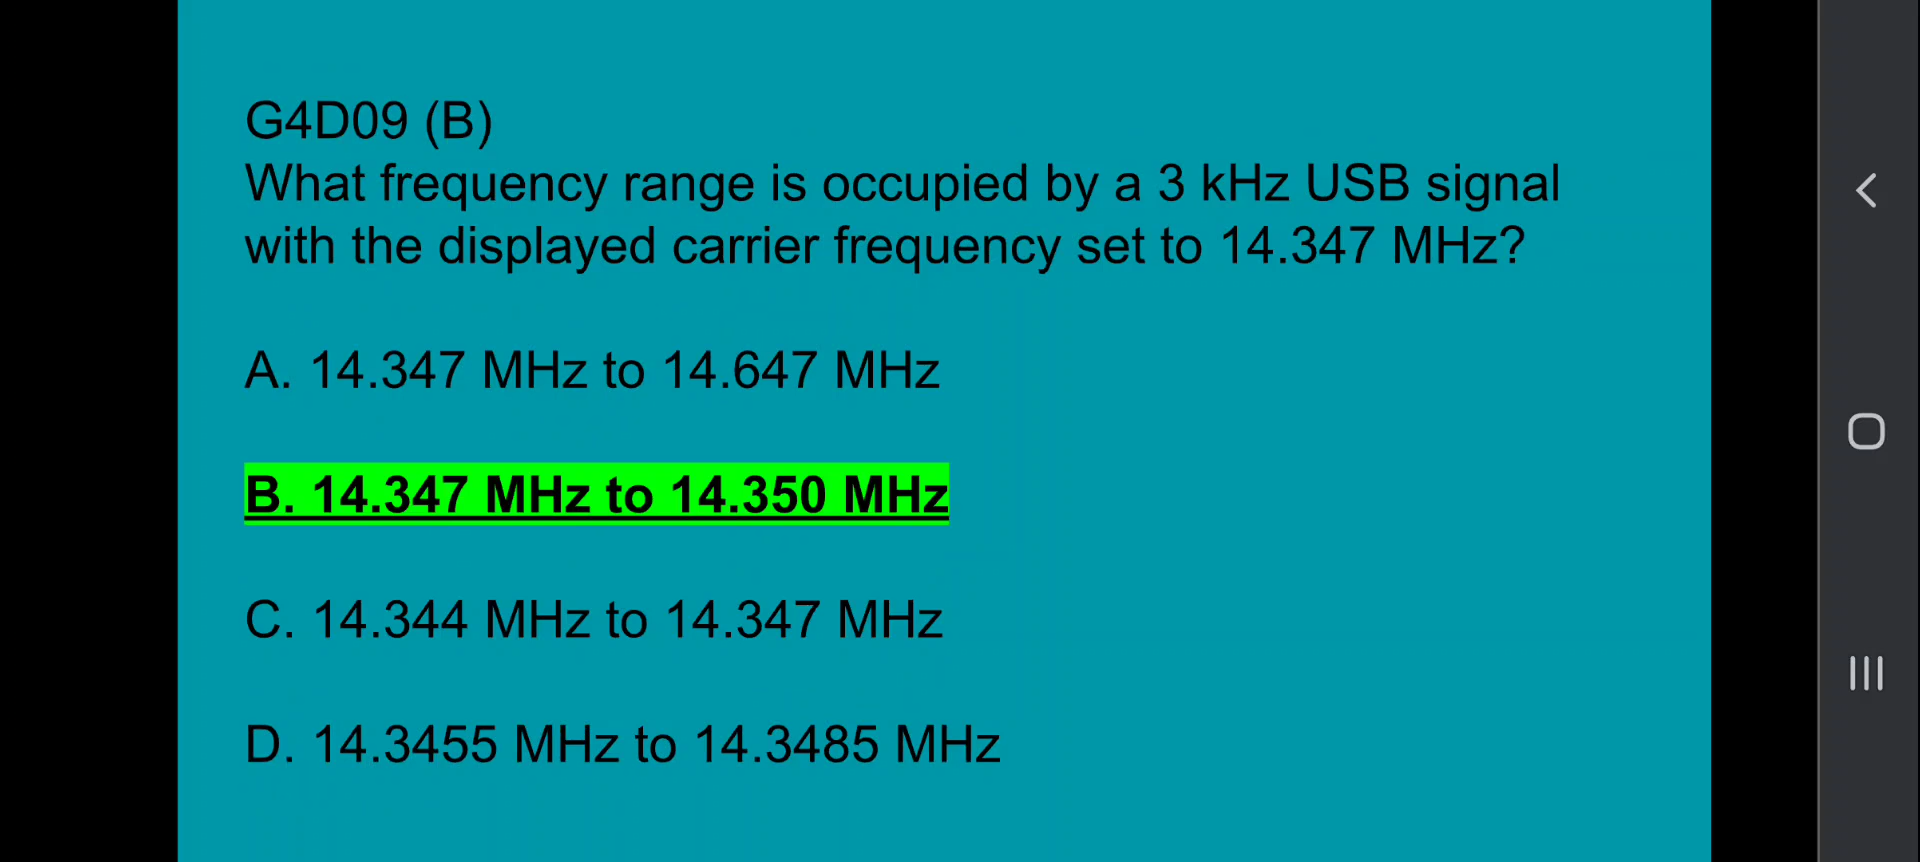 G4D09 (B)
What frequency range is occupied by a 3 kHz USB signal
with the displayed carrier frequency set to 14.347 MHz?
A. 14.347 MHz to 14.647 MHz
B. 14.347 MHz to 14.350 MHz
C. 14.344 MHz to 14.347 MHz
D. 14.3455 MHz to 14.3485 MHz